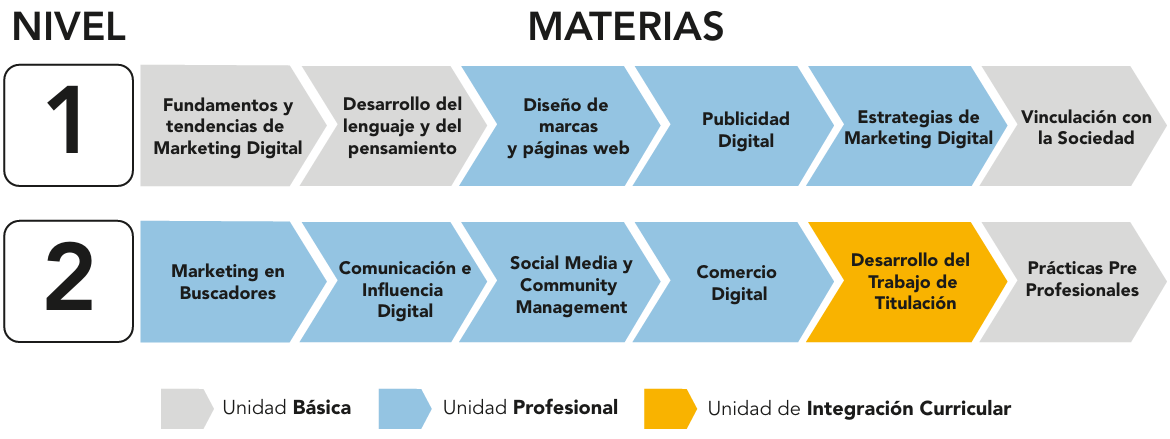 NIVEL
MATERIAS
1
Fundamentos y
tendencias de
Marketing Digital
Desarrollo del
lenguaje y del
pensamiento
Diseño de
marcas
y páginas web
Publicidad
Digital
Estrategias de
Marketing Digital
Vinculación con
la Sociedad
2
Marketing en
Buscadores
Comunicación e
Influencia
Digital
Social Media y
Community
Management
Comercio
Digital
Desarrollo del
Trabajo de
Titulación
Prácticas Pre
Profesionales
Unidad Básica
Unidad Profesional
Unidad de Integración Curricular